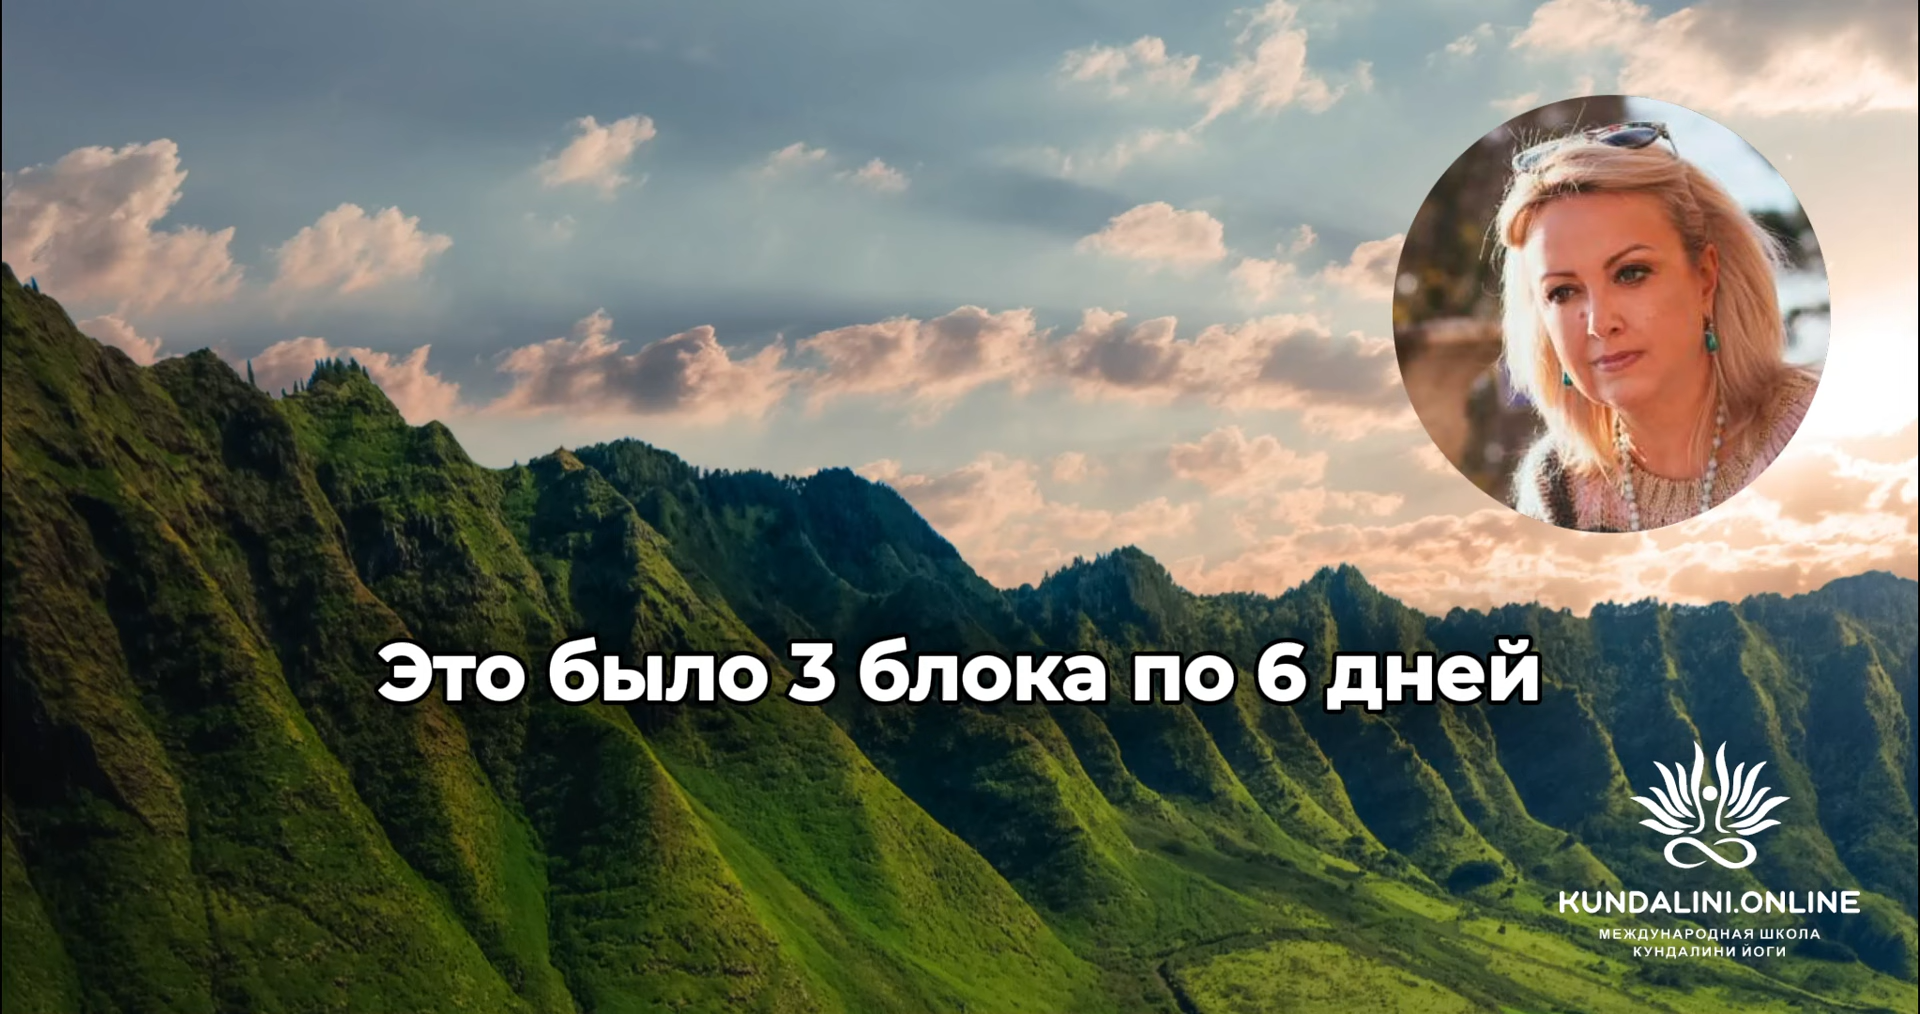 Это было 3 блока по 6 дней
KUNDALINI.ONLINE
МЕЖДУНАРОДНАЯ ШКОЛА
КУНДАЛИНИ ЙОГИ